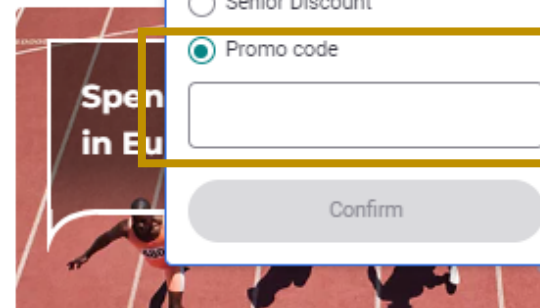 Senior Discount
Promo code
Spen
in Eu
Confirm